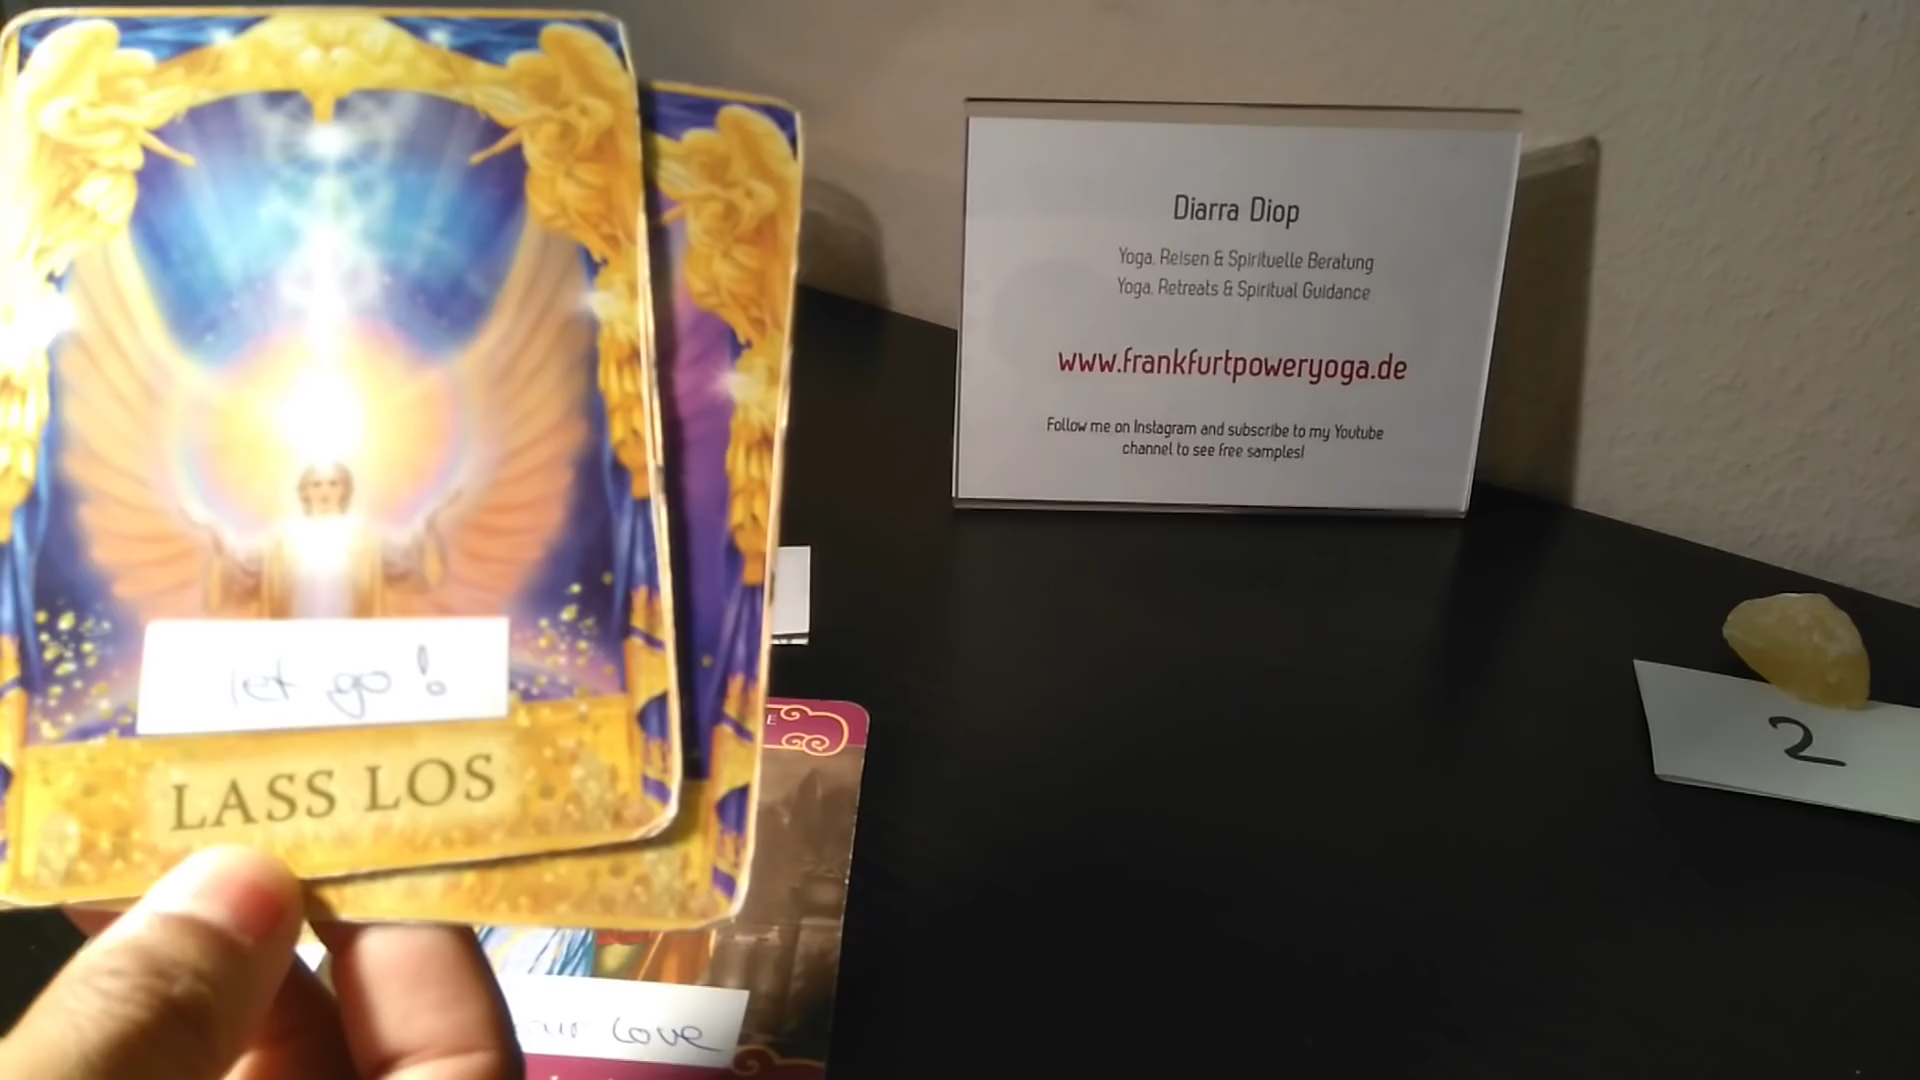 let go!
LASS LOS
Diarra Diop
Yoga, Reisen & Spirituelle Beratung
Yoga, Retreats & Spiritual Guidance
www.frankfurtpoweryoga.de
Follow me on Instagram and subscribe to my Youtube
channel to see free samples!
2
love